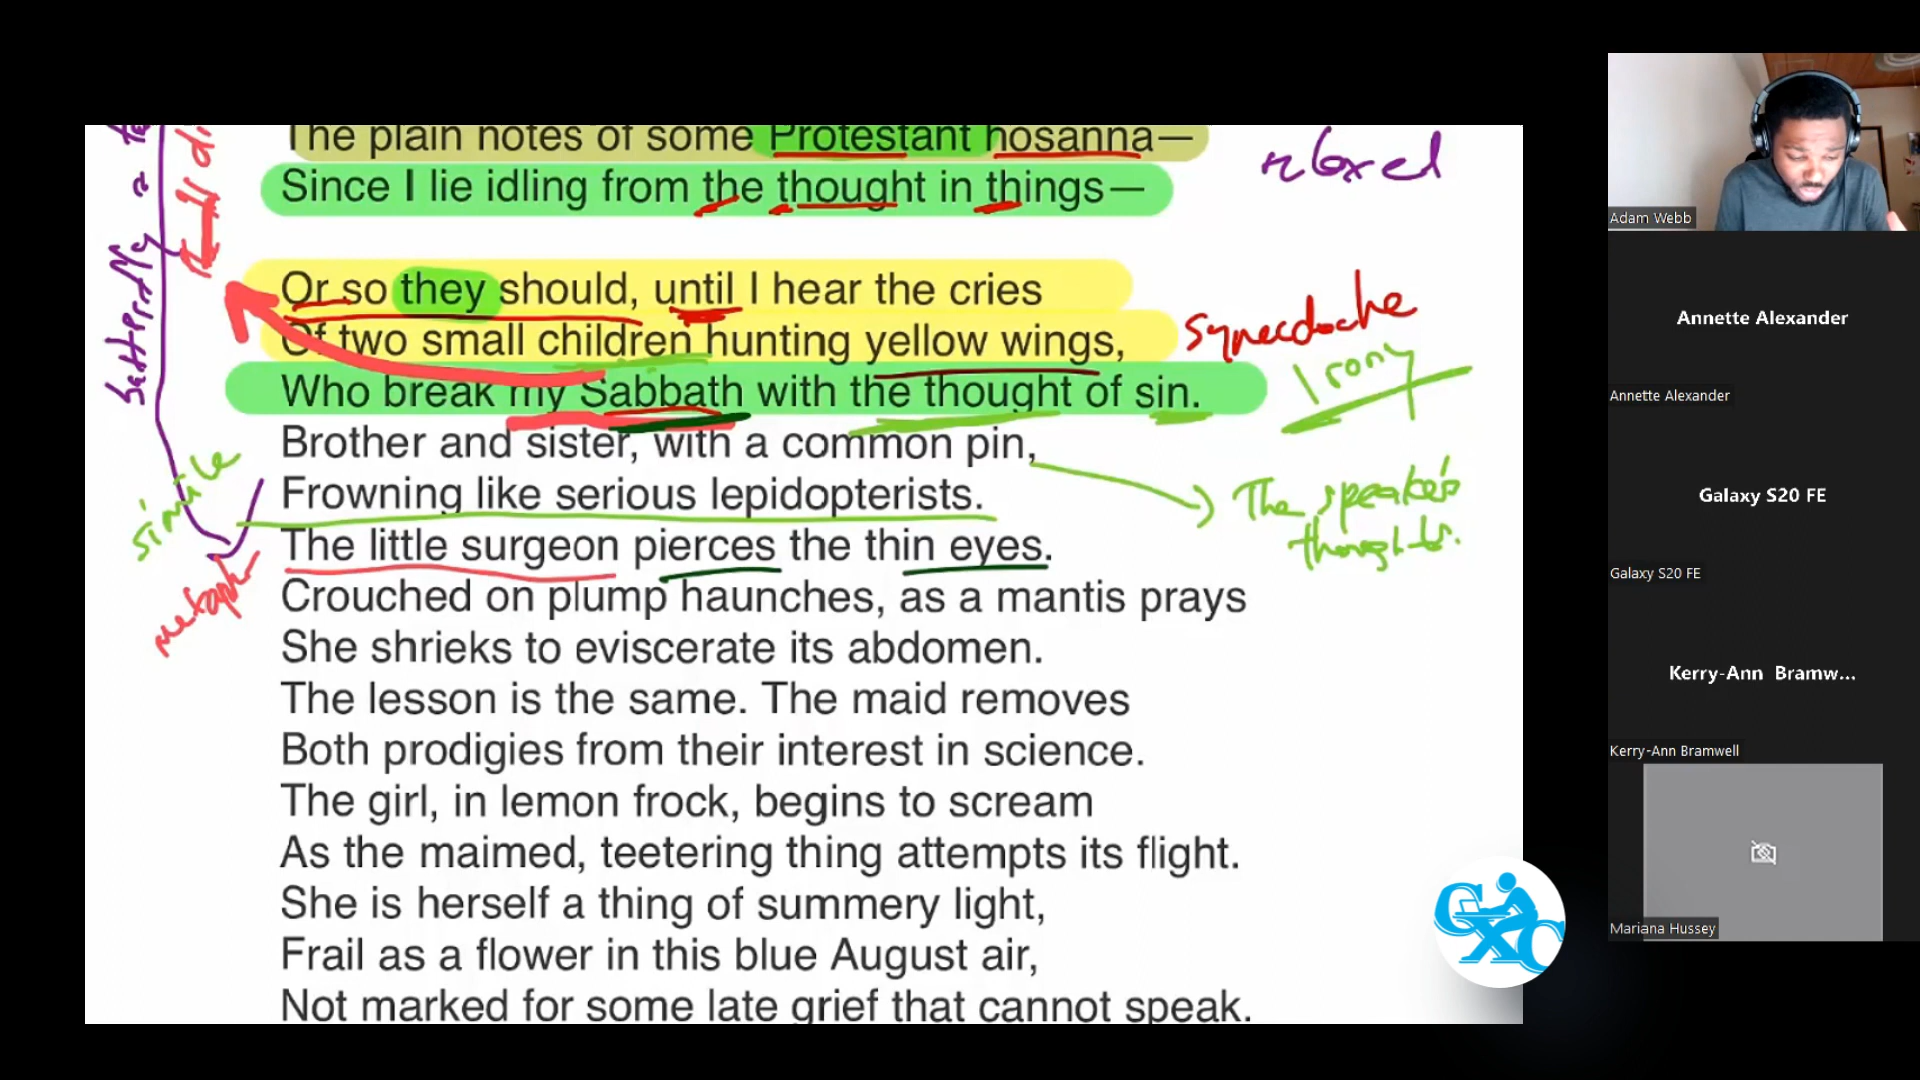 The plain notes of some Protestant hosanna—
Since I lie idling from the thought in things—
Or so they should, until I hear the cries
Of two small children hunting yellow wings,
Who break my Sabbath with the thought of sin.
Brother and sister, with a common pin,
Frowning like serious lepidopterists.
The little surgeon pierces the thin eyes.
Crouched on plump haunches, as a mantis prays
She shrieks to eviscerate its abdomen.
The lesson is the same. The maid removes
Both prodigies from their interest in science.
The girl, in lemon frock, begins to scream
As the maimed, teetering thing attempts its flight.
She is herself a thing of summery light,
Frail as a flower in this blue August air,
Not marked for some late grief that cannot speak.
Synecdoche
Irony
The speaker's
thoughts.
simile
butterfly
CXC
Adam Webb
Annette Alexander
Annette Alexander
Galaxy S20 FE
Galaxy S20 FE
Kerry-Ann Bramw...
Kerry-Ann Bramwell
Mariana Hussey